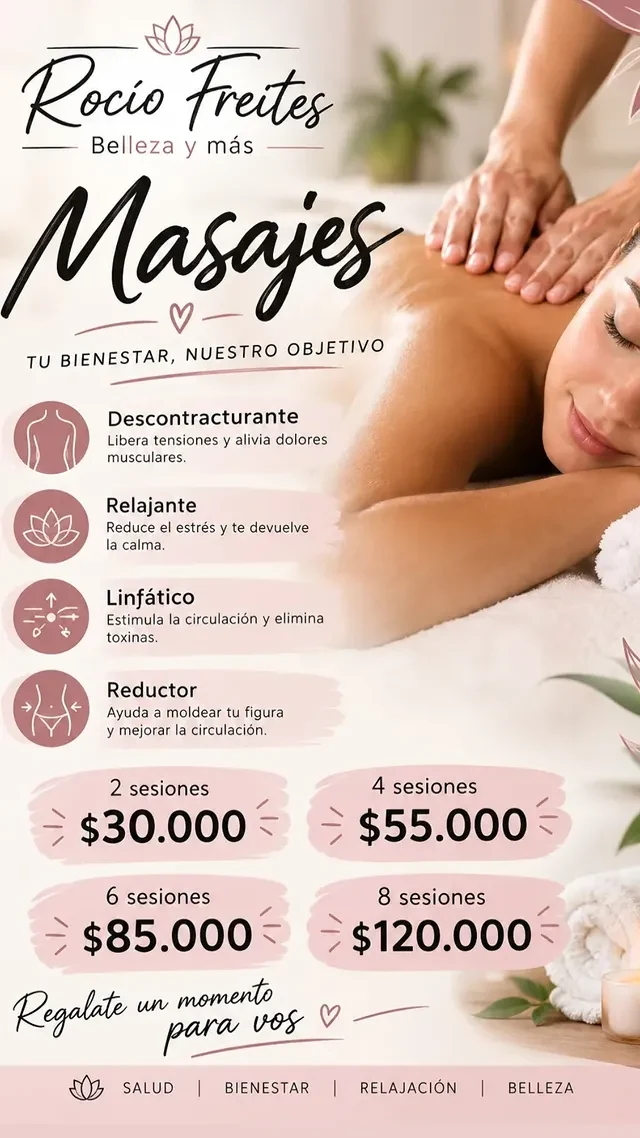 Rocío Freites
Belleza y más
Masajes
TU BIENESTAR, NUESTRO OBJETIVO
Descontracturante
Libera tensiones y alivia dolores
musculares.
Relajante
Reduce el estrés y te devuelve
la calma.
Linfático
Estimula la circulación y elimina
toxinas.
Reductor
Ayuda a moldear tu figura
y mejorar la circulación.
2 sesiones
$30.000
4 sesiones
$55.000
6 sesiones
$85.000
8 sesiones
$120.000
Regalate un momento
para vos
SALUD | BIENESTAR | RELAJACIÓN | BELLEZA